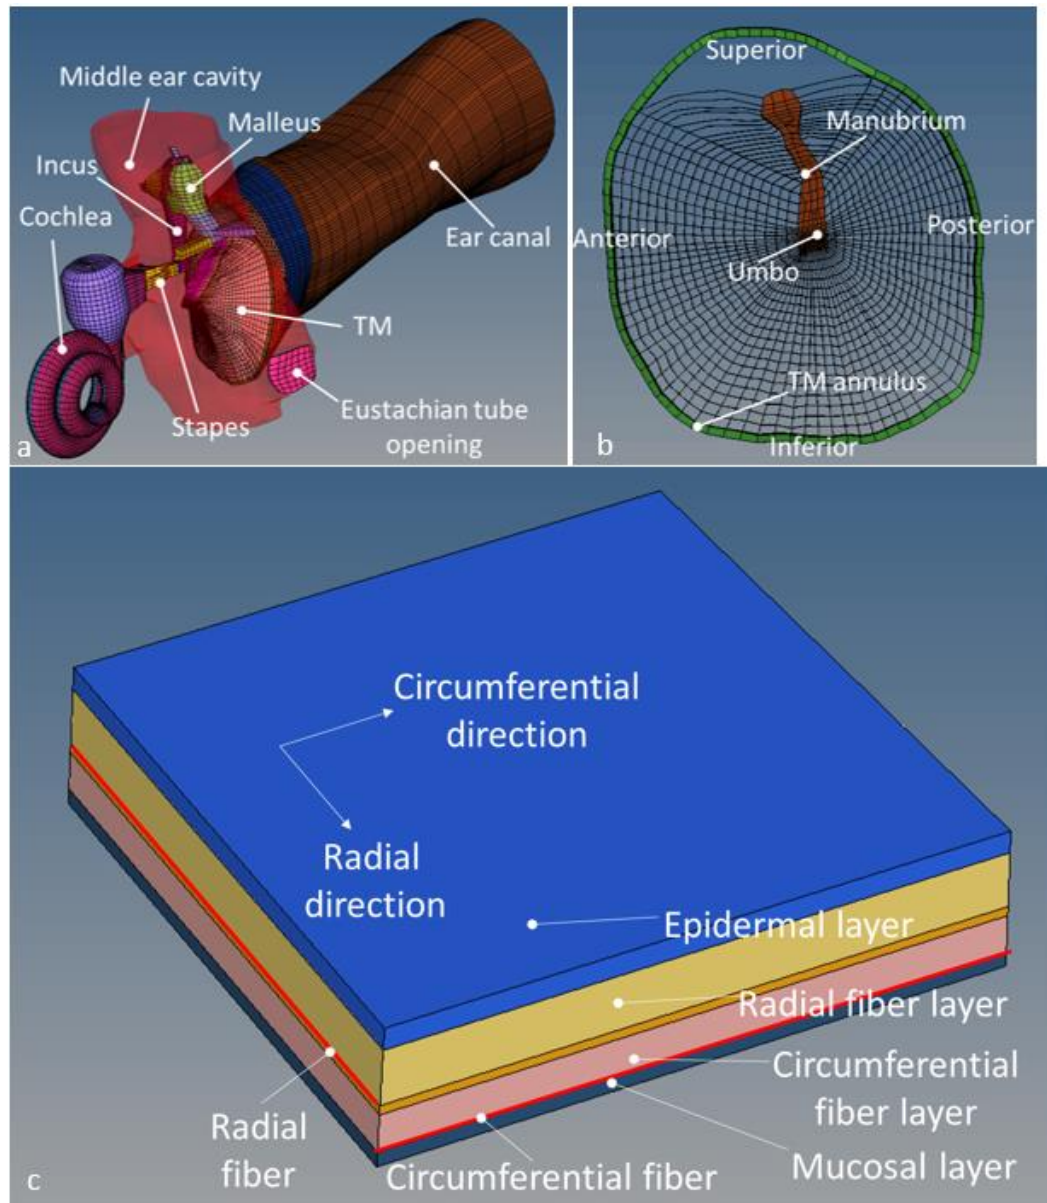 Middle ear cavity
Malleus
Incus
Cochlea
Ear canal
TM
Eustachian tube
opening
Stapes
a
Superior
Manubrium
Anterior
Posterior
Umbo
TM annulus
Inferior
b
Circumferential
direction
Radial
direction
Epidermal layer
Radial fiber layer
Circumferential
fiber layer
Radial
fiber
Circumferential fiber
Mucosal layer
c